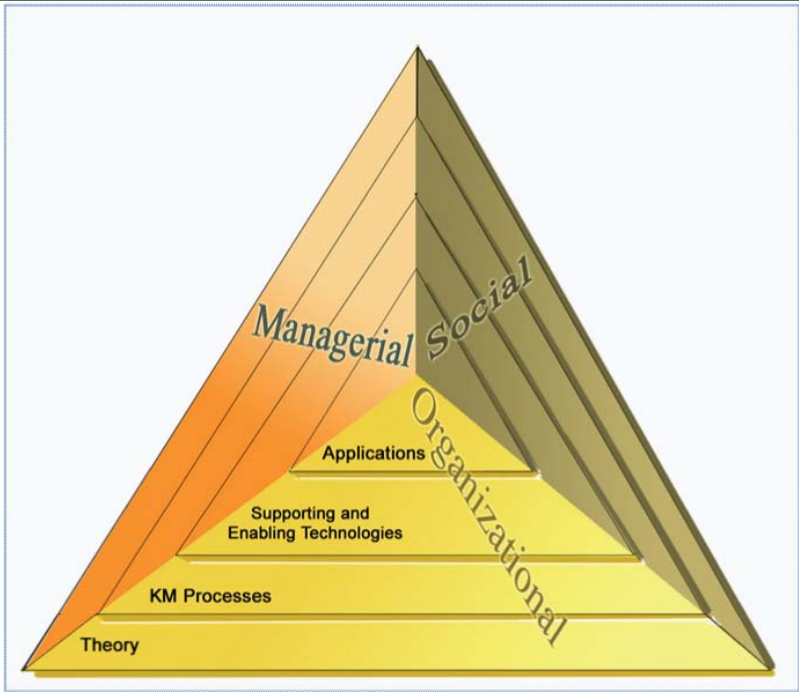 Managerial
Social
Organizational
Applications
Supporting and
Enabling Technologies
KM Processes
Theory